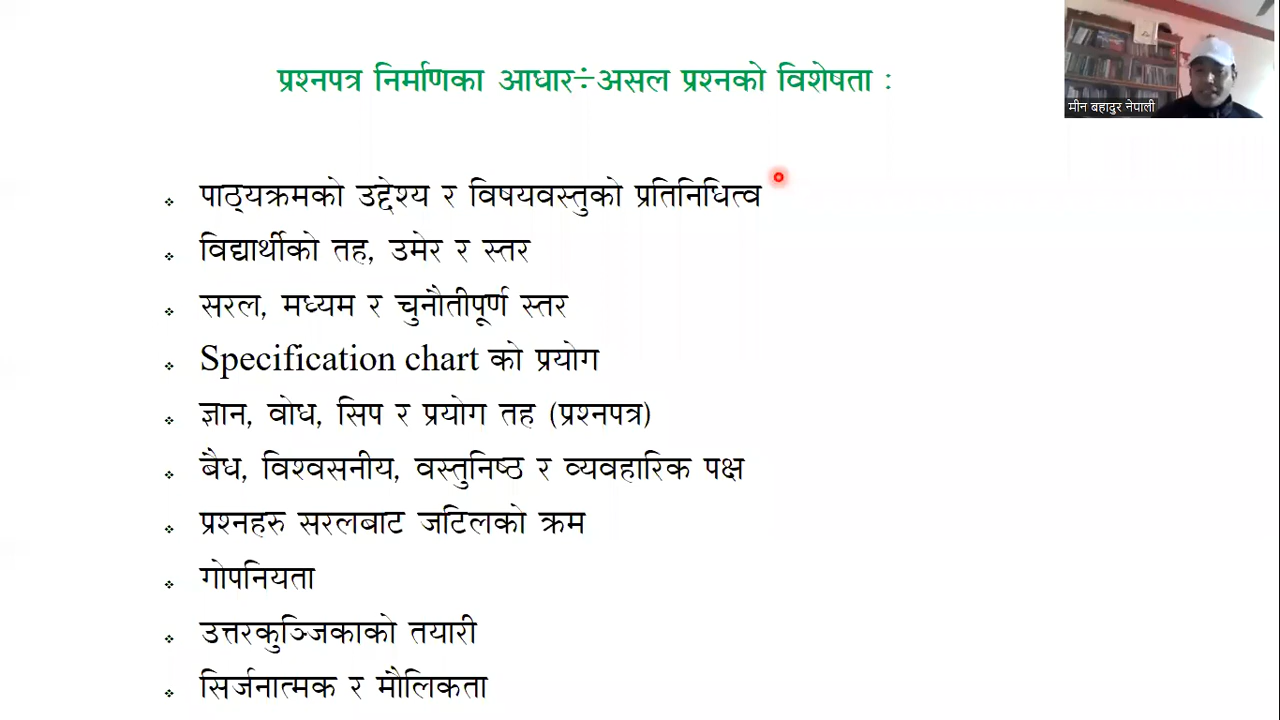 प्रश्नपत्र निर्माणका आधार÷असल प्रश्नको विशेषता :
मीन बहादुर नेपाली
पाठ्यक्रमको उद्देश्य र विषयवस्तुको प्रतिनिधित्व
विद्यार्थीको तह, उमेर र स्तर
सरल, मध्यम र चुनौतीपूर्ण स्तर
Specification chart को प्रयोग
ज्ञान, वोध, सिप र प्रयोग तह (प्रश्नपत्र)
बैध, विश्वसनीय, वस्तुनिष्ठ र व्यवहारिक पक्ष
प्रश्नहरु सरलबाट जटिलको क्रम
गोपनियता
उत्तरकुञ्जिकाको तयारी
सिर्जनात्मक र मौलिकता